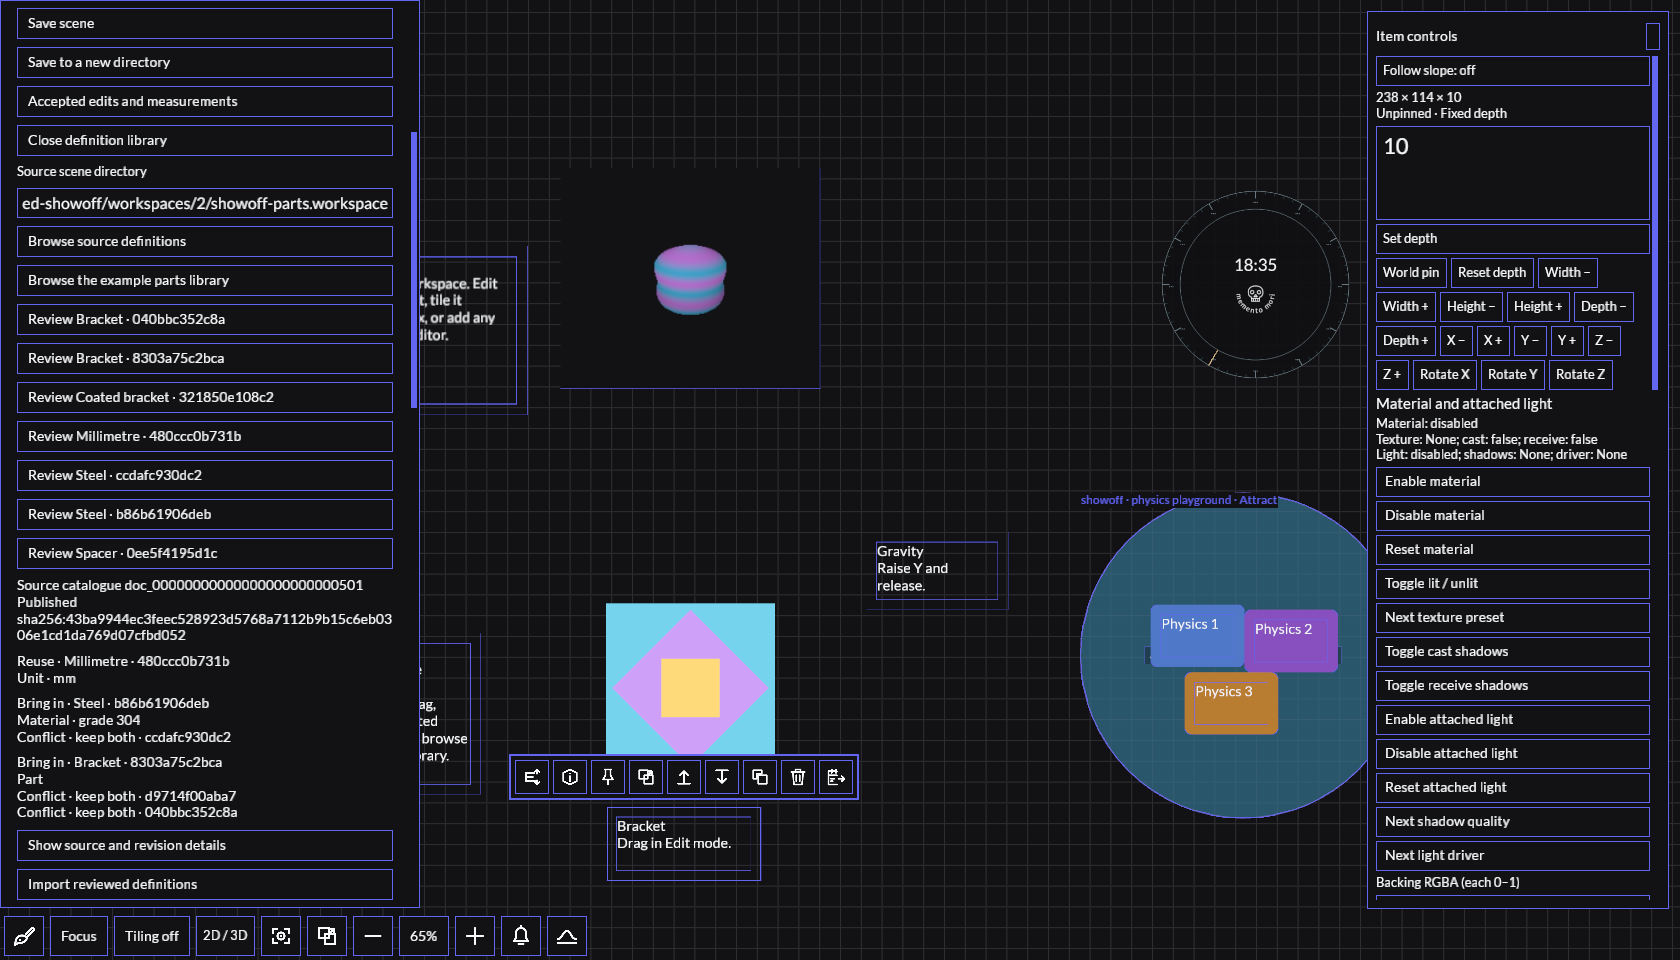 Save scene
Save to a new directory
Accepted edits and measurements
Close definition library
Source scene directory
ed-showoff/workspaces/2/showoff-parts.workspace
Browse source definitions
Browse the example parts library
Review Bracket · 040bbc352c8a
Review Bracket · 8303a75c2bca
Review Coated bracket · 321850e108c2
Review Millimetre · 480ccc0b731b
Review Steel · ccdafc930dc2
Review Steel · b86b61906deb
Review Spacer · 0ee5f4195d1c
Source catalogue doc_00000000000000000000000501
Published
sha256:43ba9944ec3feec528923d5768a7112b9b15c6eb03
06e1cd1da769d07cfbd052
Reuse · Millimetre · 480ccc0b731b
Unit · mm
Bring in · Steel · b86b61906deb
Material · grade 304
Conflict · keep both · ccdafc930dc2
Bring in · Bracket · 8303a75c2bca
Part
Conflict · keep both · d9714f00aba7
Conflict · keep both · 040bbc352c8a
Show source and revision details
Import reviewed definitions
rkspace. Edit
t, tile it
x, or add any
ditor.
e
ag,
ted
browse
rary.
18:35
memento mori
showoff · physics playground · Attract
Gravity
Raise Y and
release.
Physics 1
Physics 2
Physics 3
Bracket
Drag in Edit mode.
Item controls
Follow slope: off
238 × 114 × 10
Unpinned · Fixed depth
10
Set depth
World pin
Reset depth
Width −
Width +
Height −
Height +
Depth −
Depth +
X −
X +
Y −
Y +
Z −
Z +
Rotate X
Rotate Y
Rotate Z
Material and attached light
Material: disabled
Texture: None; cast: false; receive: false
Light: disabled; shadows: None; driver: None
Enable material
Disable material
Reset material
Toggle lit / unlit
Next texture preset
Toggle cast shadows
Toggle receive shadows
Enable attached light
Disable attached light
Reset attached light
Next shadow quality
Next light driver
Backing RGBA (each 0–1)
Focus
Tiling off
2D / 3D
65%